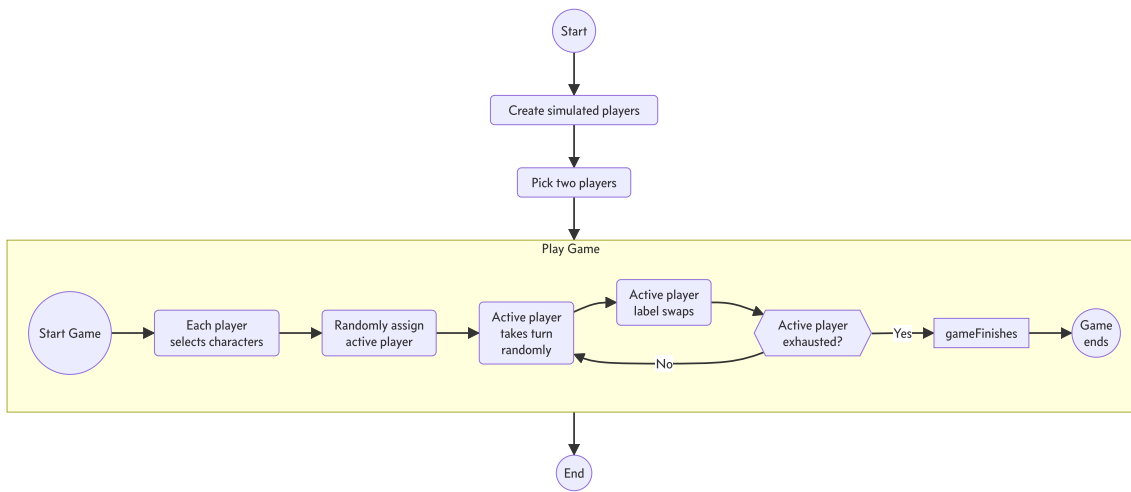 Start
Create simulated players
Pick two players
Play Game
Start Game
Each player
selects characters
Randomly assign
active player
Active player
takes turn
randomly
Active player
label swaps
Active player
exhausted?
Yes
No
gameFinishes
Game
ends
End